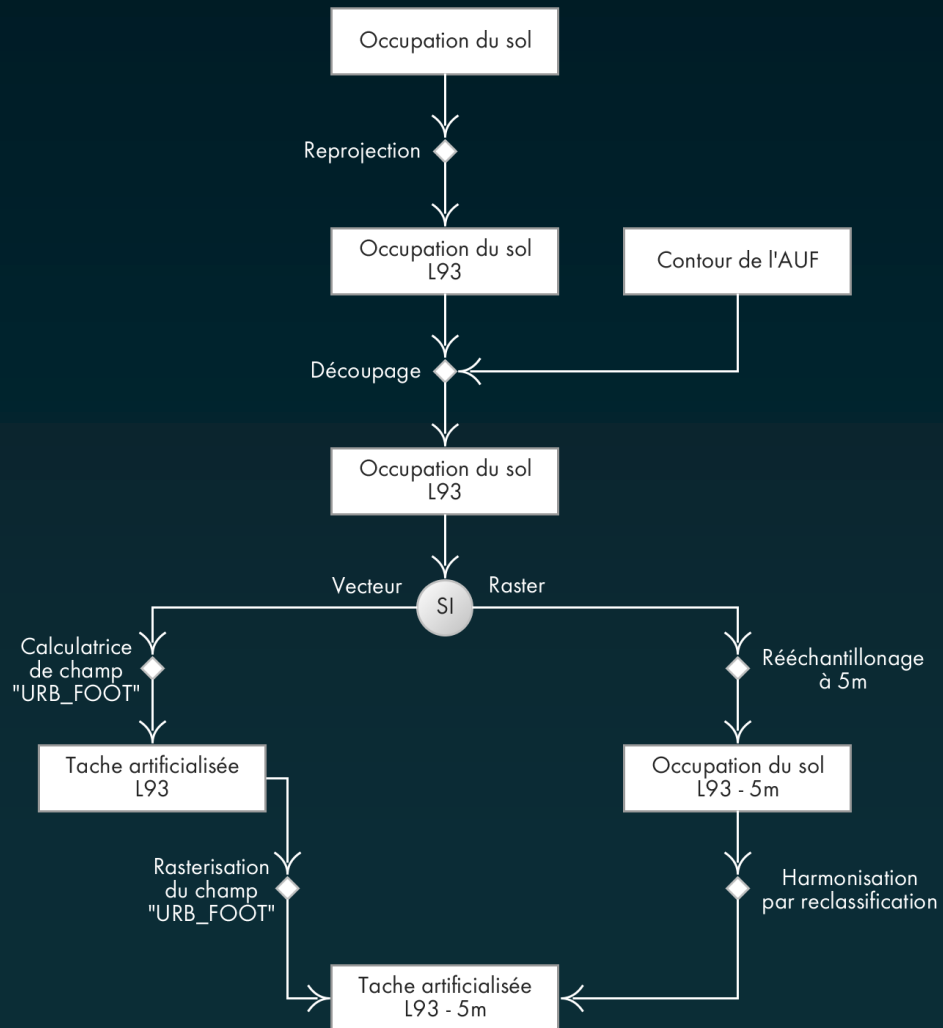 Occupation du sol
Reprojection
Occupation du sol
L93
Contour de l'AUF
Découpage
Occupation du sol
L93
Vecteur
SI
Raster
Calculatrice
de champ
"URB_FOOT"
Rééchantillonage
à 5m
Tache artificialisée
L93
Occupation du sol
L93 - 5m
Rasterisation
du champ
"URB_FOOT"
Harmonisation
par reclassification
Tache artificialisée
L93 - 5m